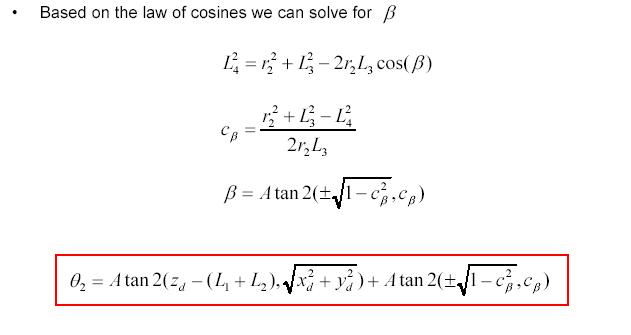 • Based on the law of cosines we can solve for β
L₄² = r₂² + L₃² − 2r₂L₃ cos(β)
c_β = (r₂² + L₃² − L₄²) / (2r₂L₃)
β = A tan 2(±√(1 − c_β²), c_β)
θ₂ = A tan 2(z_d − (L₁ + L₂), √(x_d² + y_d²)) + A tan 2(±√(1 − c_β²), c_β)